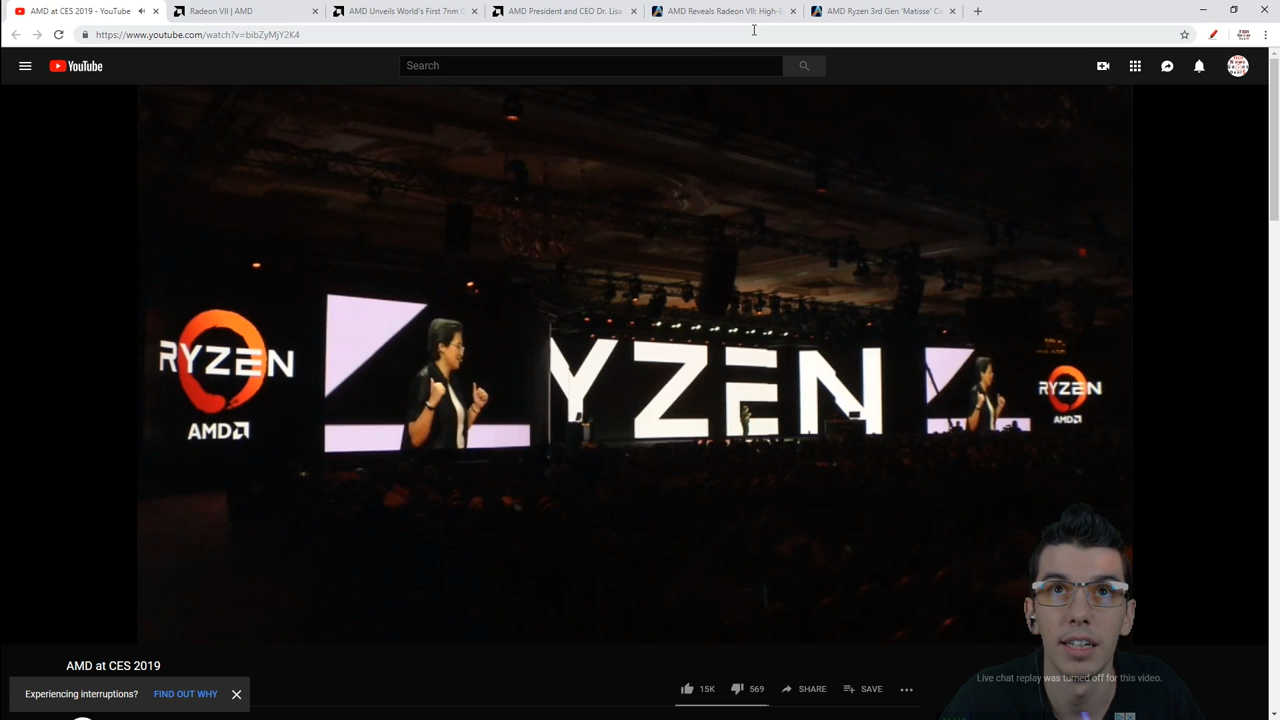 AMD at CES 2019 - YouTube
Radeon VII | AMD
AMD Unveils World's First 7nm G
AMD President and CEO Dr. Lisa
AMD Reveals Radeon VII: High-E
AMD Ryzen 3rd Gen 'Matisse' Co
https://www.youtube.com/watch?v=bibZyMjY2K4
YouTube
Search
RYZEN
AMD
YZEN
RYZEN
AMD
AMD at CES 2019
Experiencing interruptions? FIND OUT WHY
15K 569 SHARE SAVE
Live chat replay was turned off for this video.